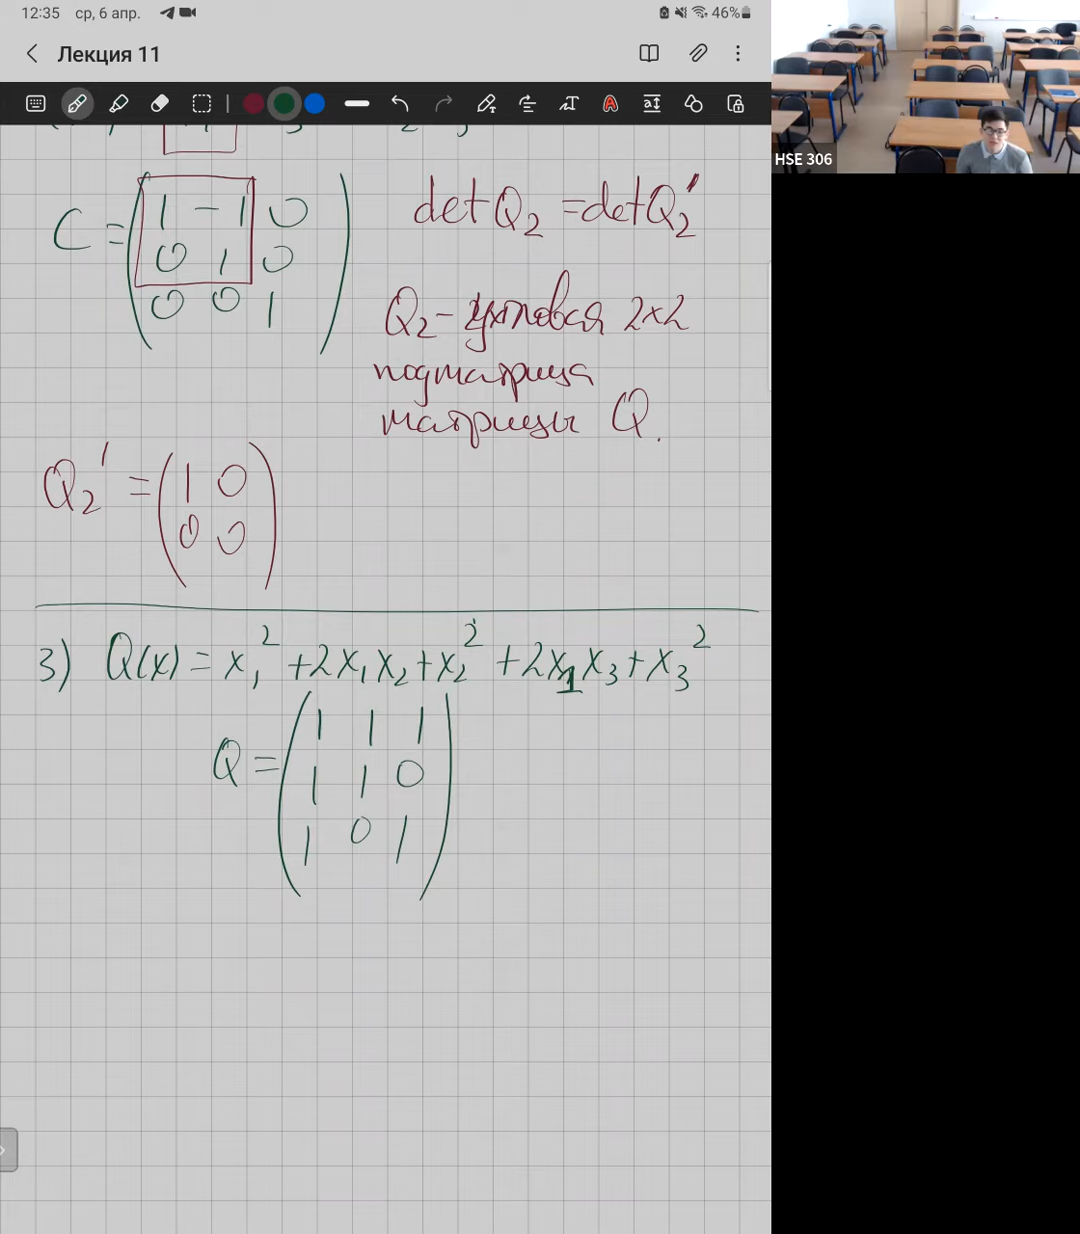 12:35 ср, 6 апр. 46%
Лекция 11
C = ( 1 -1 0
0 1 0
0 0 1 )
det Q₂ = det Q₂'
Q₂ - угловая 2x2
подматрица
матрицы Q.
Q₂' = ( 1 0
0 0 )
3) Q(x) = x₁² + 2x₁x₂ + x₂² + 2x₁x₃ + x₃²
Q = ( 1 1 1
1 1 0
1 0 1 )
HSE 306